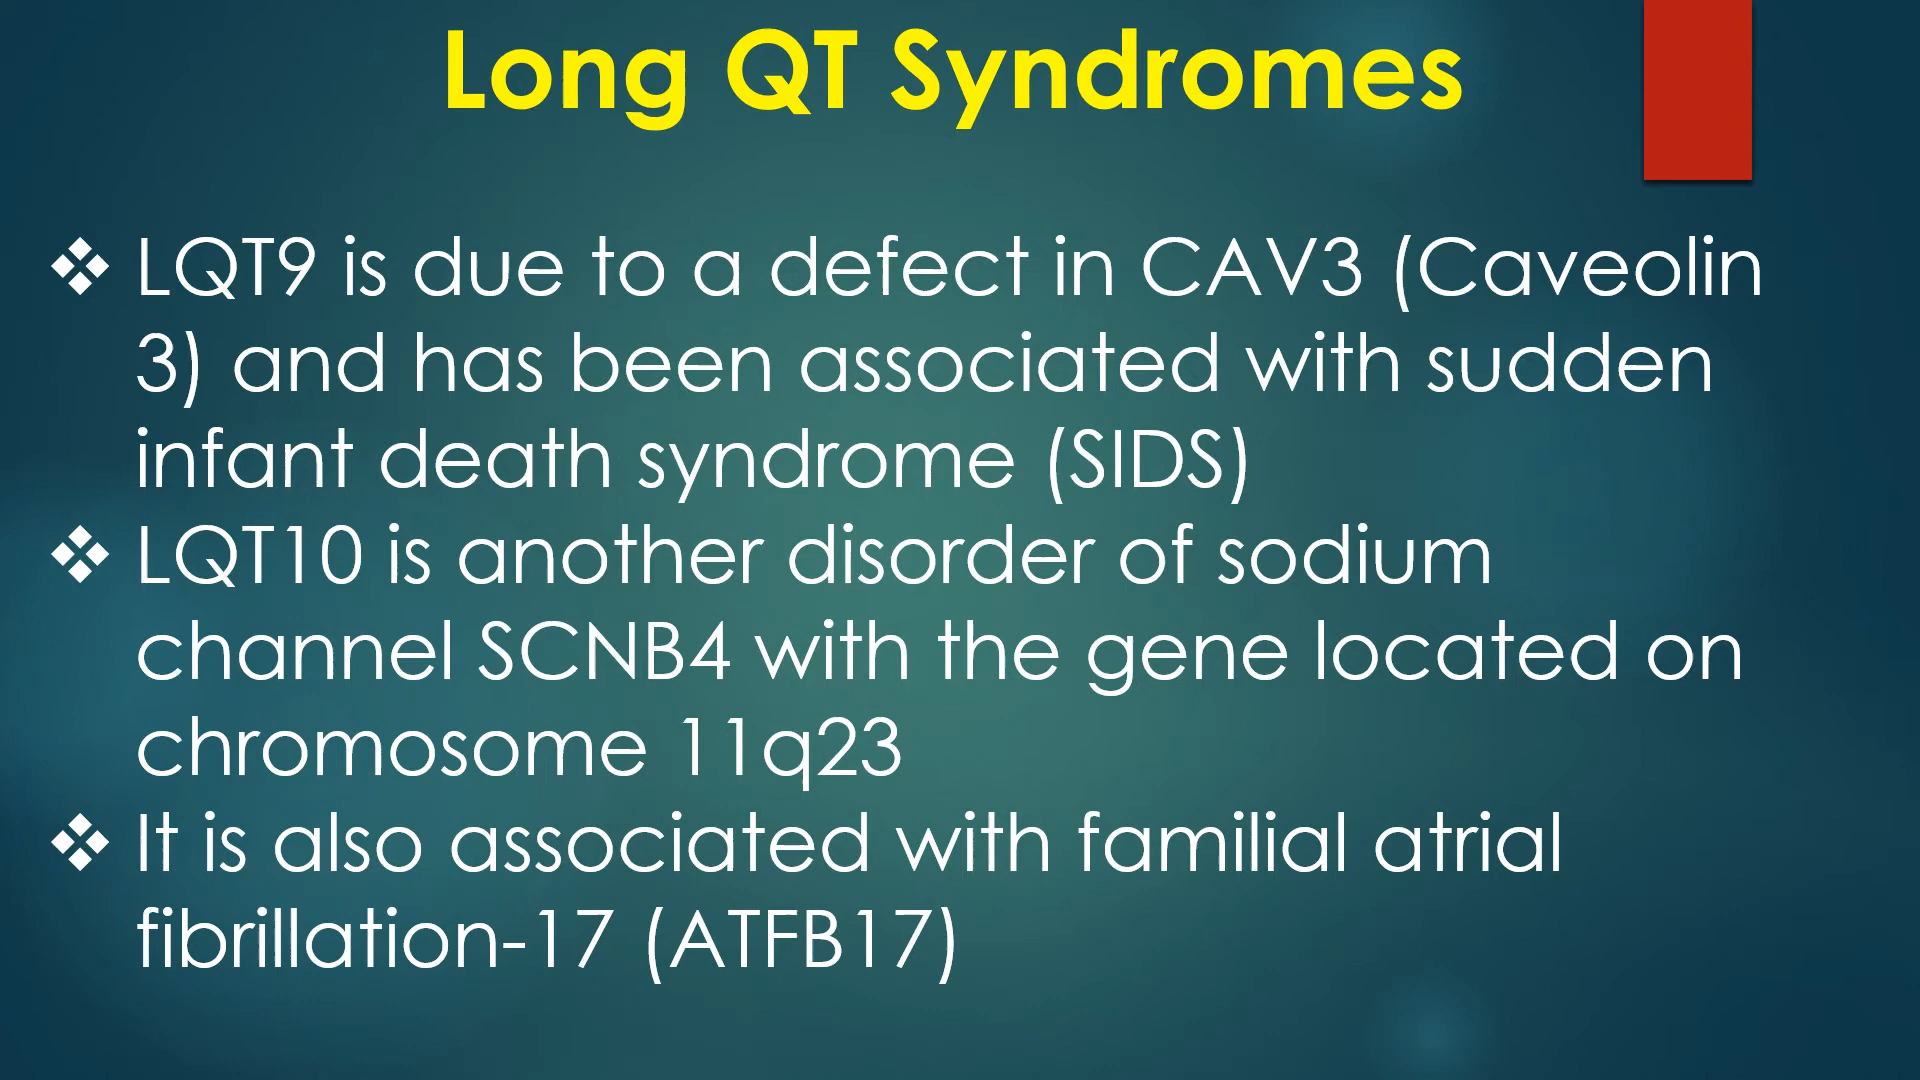 Long QT Syndromes
❖ LQT9 is due to a defect in CAV3 (Caveolin
3) and has been associated with sudden
infant death syndrome (SIDS)
❖ LQT10 is another disorder of sodium
channel SCNB4 with the gene located on
chromosome 11q23
❖ It is also associated with familial atrial
fibrillation-17 (ATFB17)